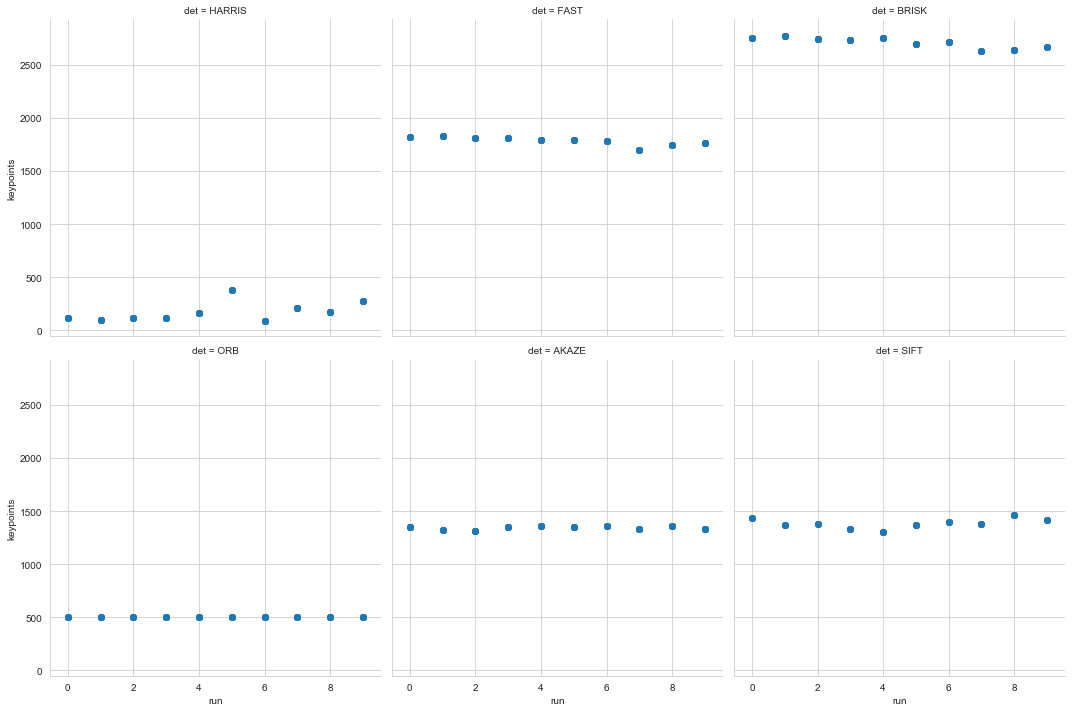 det = HARRIS
det = FAST
det = BRISK
2500
2000
1500
1000
500
0
keypoints
det = ORB
det = AKAZE
det = SIFT
2500
2000
1500
1000
500
0
keypoints
0 2 4 6 8
0 2 4 6 8
0 2 4 6 8
run
run
run